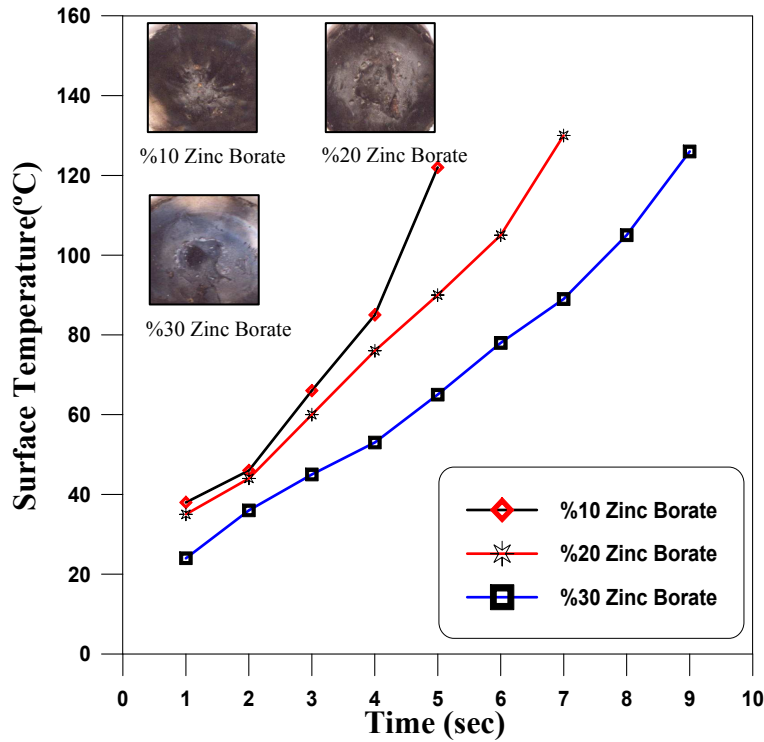 160
140
120
100
80
60
40
20
0
Surface Temperature(ºC)
%10 Zinc Borate
%20 Zinc Borate
%30 Zinc Borate
%10 Zinc Borate
%20 Zinc Borate
%30 Zinc Borate
0 1 2 3 4 5 6 7 8 9 10
Time (sec)